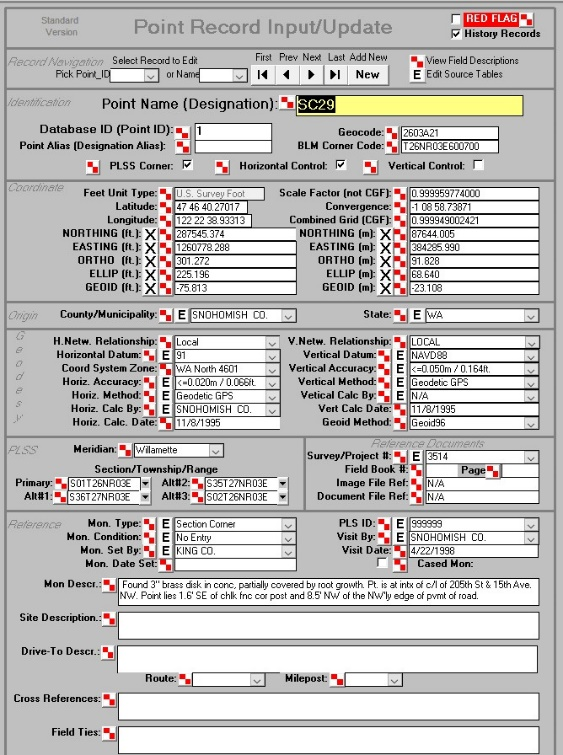 Standard
Version
Point Record Input/Update
RED FLAG
History Records
Record Navigation Select Record to Edit
Pick Point_ID or Name
First Prev Next Last Add New
New
View Field Descriptions
E Edit Source Tables
Identification
Point Name (Designation): SC29
Database ID (Point ID): 1
Geocode: 2603A21
Point Alias (Designation Alias):
BLM Corner Code: T26NR03E600700
PLSS Corner: Horizontal Control: Vertical Control:
Coordinate
Feet Unit Type: U.S. Survey Foot Scale Factor (not CGF): 0.999959774000
Latitude: 47 46 40.27017 Convergence: -1 08 58.73871
Longitude: 122 22 38.93313 Combined Grid (CGF): 0.999949002421
NORTHING (ft.): X 287545.374 NORTHING (m): X 87644.005
EASTING (ft.): X 1260778.288 EASTING (m): X 384285.990
ORTHO (ft.): X 301.272 ORTHO (m): X 91.828
ELLIP (ft.): X 225.196 ELLIP (m): X 68.640
GEOID (ft.): X -75.813 GEOID (m): X -23.108
Origin County/Municipality: E SNOHOMISH CO. State: E WA
Geodesy
H.Netw. Relationship: Local V.Netw. Relationship: LOCAL
Horizontal Datum: E 91 Vertical Datum: E NAVD88
Coord System Zone: WA North 4601 Vertical Accuracy: E <=0.050m / 0.164ft.
Horiz. Accuracy: E <=0.020m / 0.066ft. Vertical Method: E Geodetic GPS
Horiz. Method: E Geodetic GPS Vertical Calc By: E N/A
Horiz. Calc By: E SNOHOMISH CO. Vert Calc Date: 11/8/1995
Horiz. Calc. Date: 11/8/1995 Geoid Method: Geoid96
PLSS Meridian: Willamette
Section/Township/Range
Primary: S01T26NR03E Alt#2: S35T27NR03E
Alt#1: S36T27NR03E Alt#3: S02T26NR03E
Reference Documents
Survey/Project #: E 3514
Field Book #: Page
Image File Ref: N/A
Document File Ref: N/A
Reference
Mon. Type: E Section Corner PLS ID: E 999999
Mon. Condition: E No Entry Visit By: E SNOHOMISH CO.
Mon. Set By: E KING CO. Visit Date: 4/22/1998
Mon. Date Set: Cased Mon:
Mon Descr.: Found 3" brass disk in conc, partially covered by root growth. Pt. is at intx of c/l of 205th St & 15th Ave.
NW. Point lies 1.6' SE of chlk fnc cor post and 8.5' NW of the NW'ly edge of pvmt of road.
Site Description:
Drive-To Descr.:
Route: Milepost:
Cross References:
Field Ties: